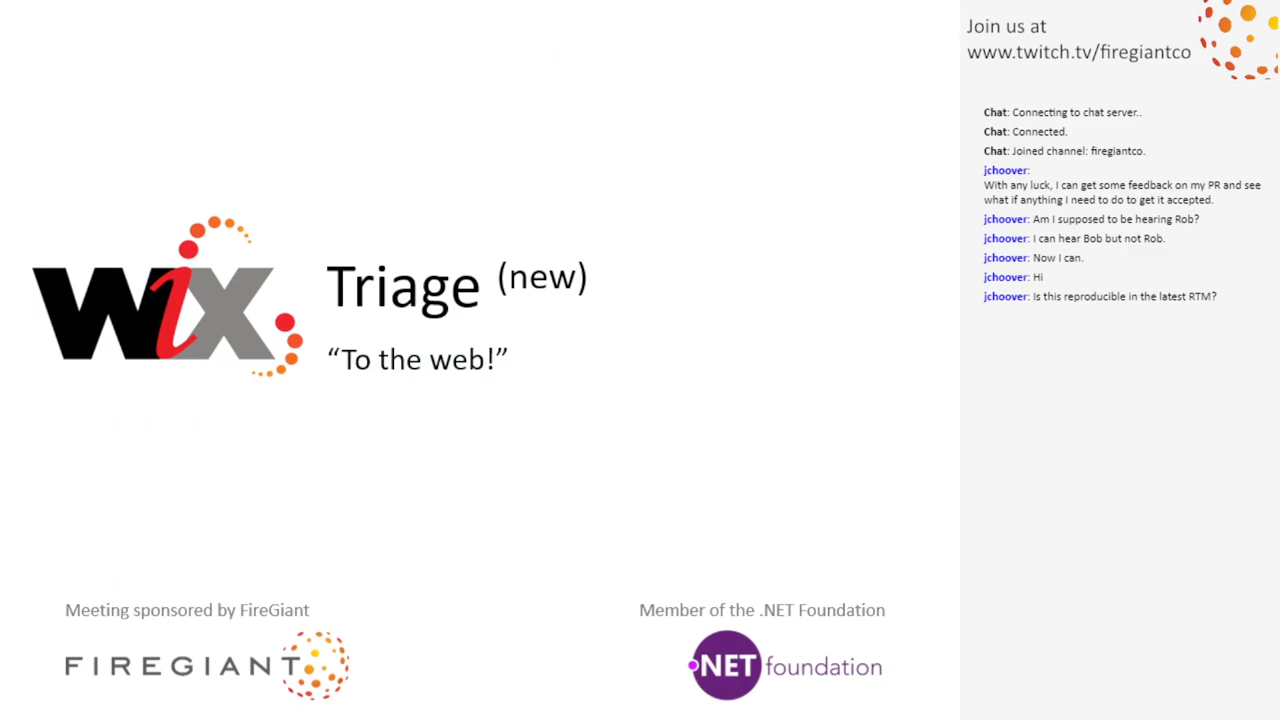 WiX
Triage (new)
“To the web!”
Meeting sponsored by FireGiant
FIREGIANT
Member of the .NET Foundation
.NET foundation
Join us at
www.twitch.tv/firegiantco
Chat: Connecting to chat server..
Chat: Connected.
Chat: Joined channel: firegiantco.
jchoover:
With any luck, I can get some feedback on my PR and see
what if anything I need to do to get it accepted.
jchoover: Am I supposed to be hearing Rob?
jchoover: I can hear Bob but not Rob.
jchoover: Now I can.
jchoover: Hi
jchoover: Is this reproducible in the latest RTM?